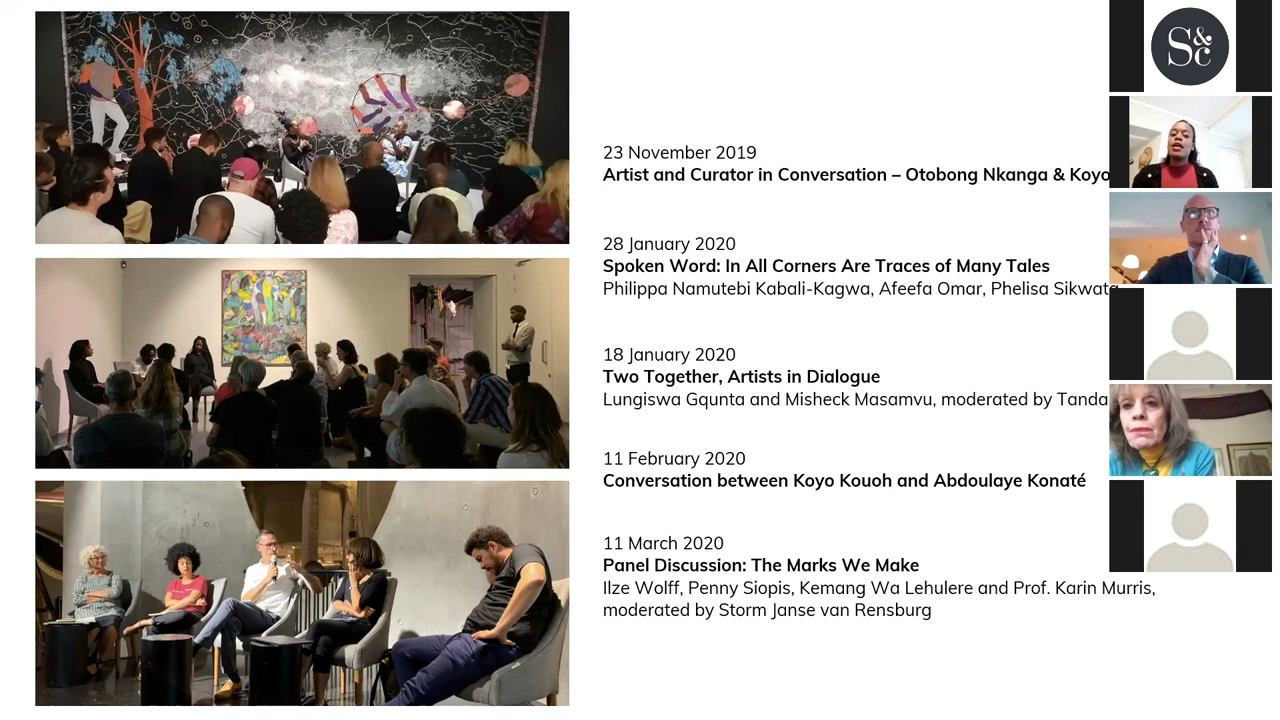 23 November 2019
Artist and Curator in Conversation – Otobong Nkanga & Koyo
28 January 2020
Spoken Word: In All Corners Are Traces of Many Tales
Philippa Namutebi Kabali-Kagwa, Afeefa Omar, Phelisa Sikwata
18 January 2020
Two Together, Artists in Dialogue
Lungiswa Gqunta and Misheck Masamvu, moderated by Tanda
11 February 2020
Conversation between Koyo Kouoh and Abdoulaye Konaté
11 March 2020
Panel Discussion: The Marks We Make
Ilze Wolff, Penny Siopis, Kemang Wa Lehulere and Prof. Karin Murris,
moderated by Storm Janse van Rensburg
S&C